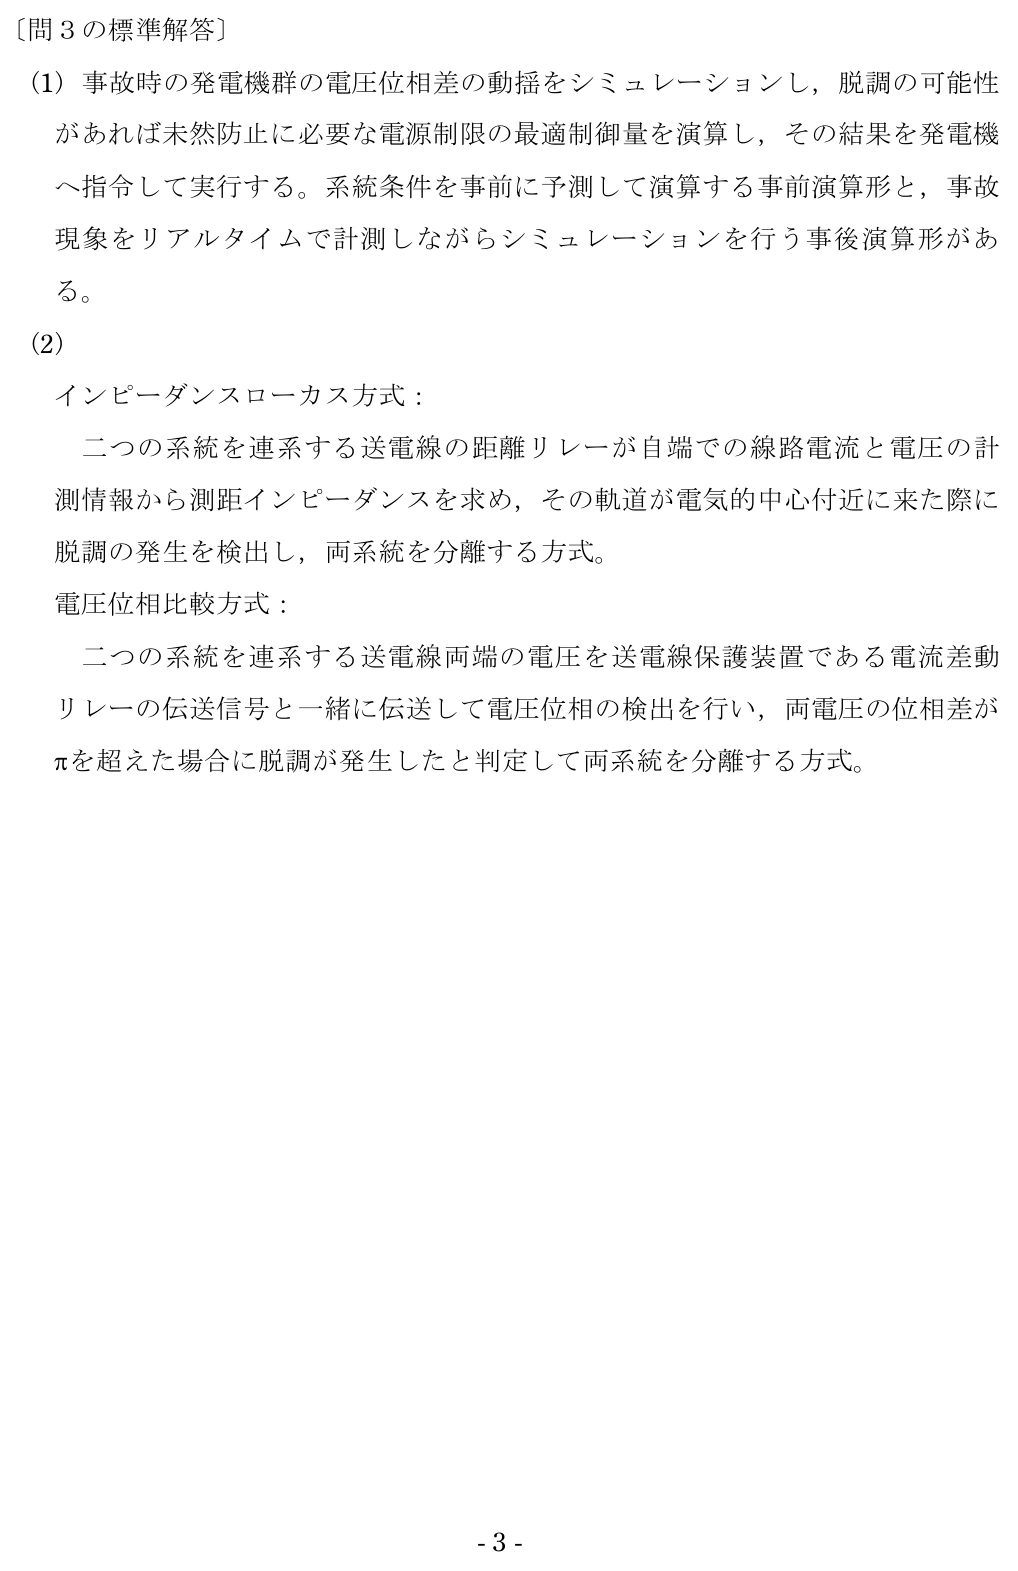 〔問３の標準解答〕
(1) 事故時の発電機群の電圧位相差の動揺をシミュレーションし，脱調の可能性
があれば未然防止に必要な電源制限の最適制御量を演算し，その結果を発電機
へ指令して実行する。系統条件を事前に予測して演算する事前演算形と，事故
現象をリアルタイムで計測しながらシミュレーションを行う事後演算形があ
る。
(2)
インピーダンスローカス方式：
二つの系統を連系する送電線の距離リレーが自端での線路電流と電圧の計
測情報から測距インピーダンスを求め，その軌道が電気的中心付近に来た際に
脱調の発生を検出し，両系統を分離する方式。
電圧位相比較方式：
二つの系統を連系する送電線両端の電圧を送電線保護装置である電流差動
リレーの伝送信号と一緒に伝送して電圧位相の検出を行い，両電圧の位相差が
πを超えた場合に脱調が発生したと判定して両系統を分離する方式。
- 3 -